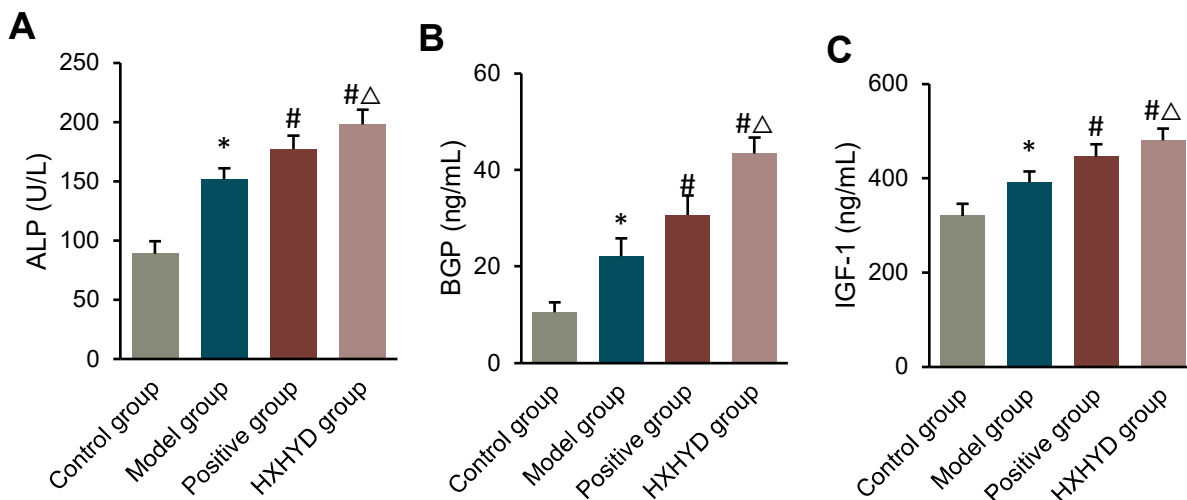 A
ALP (U/L)
250
200
150
100
50
0
*
#
#△
Control group
Model group
Positive group
HXHYD group
B
BGP (ng/mL)
60
40
20
0
*
#
#△
Control group
Model group
Positive group
HXHYD group
C
IGF-1 (ng/mL)
600
400
200
0
*
#
#△
Control group
Model group
Positive group
HXHYD group